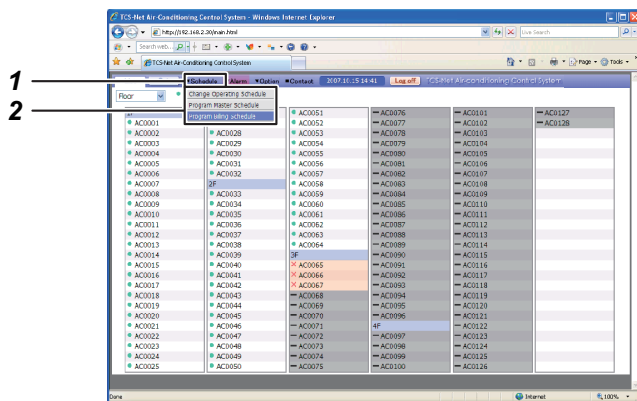 TCS-Net Air-Conditioning Control System - Windows Internet Explorer
http://192.168.2.30/main.html
Live Search
Search web...
TCS-Net Air-Conditioning Control System
Page
Tools
1
Schedule
Alarm
Option
Contact
2007.10.15 14:41
Log off
TCS-Net Air-conditioning Control System
2
Floor
Change Operating Schedule
Program Master Schedule
Program Billing Schedule
AC0001
AC0002
AC0003
AC0004
AC0005
AC0006
AC0007
AC0008
AC0009
AC0010
AC0011
AC0012
AC0013
AC0014
AC0015
AC0016
AC0017
AC0018
AC0019
AC0020
AC0021
AC0022
AC0023
AC0024
AC0025
AC0028
AC0029
AC0030
AC0031
AC0032
2F
AC0033
AC0034
AC0035
AC0036
AC0037
AC0038
AC0039
AC0040
AC0041
AC0042
AC0043
AC0044
AC0045
AC0046
AC0047
AC0048
AC0049
AC0050
AC0051
AC0052
AC0053
AC0054
AC0055
AC0056
AC0057
AC0058
AC0059
AC0060
AC0061
AC0062
AC0063
AC0064
3F
AC0065
AC0066
AC0067
AC0068
AC0069
AC0070
AC0071
AC0072
AC0073
AC0074
AC0075
AC0076
AC0077
AC0078
AC0079
AC0080
AC0081
AC0082
AC0083
AC0084
AC0085
AC0086
AC0087
AC0088
AC0089
AC0090
AC0091
AC0092
AC0093
AC0094
AC0095
AC0096
4F
AC0097
AC0098
AC0099
AC0100
AC0101
AC0102
AC0103
AC0104
AC0105
AC0106
AC0107
AC0108
AC0109
AC0110
AC0111
AC0112
AC0113
AC0114
AC0115
AC0116
AC0117
AC0118
AC0119
AC0120
AC0121
AC0122
AC0123
AC0124
AC0125
AC0126
AC0127
AC0128
Done
Internet
100%